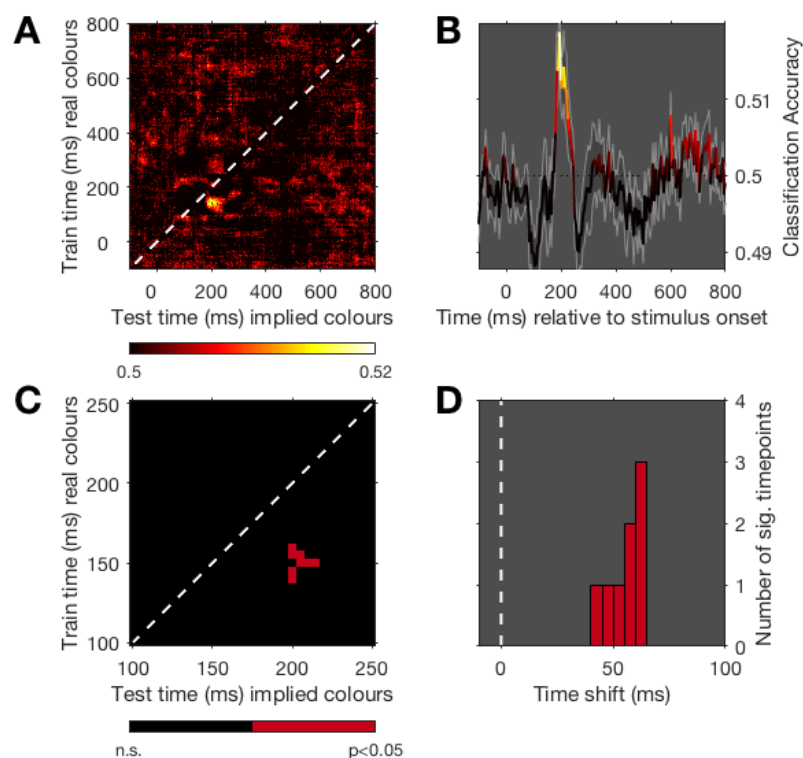 A
800
600
400
200
0
Train time (ms) real colours
0
200
400
600
800
Test time (ms) implied colours
0.5
0.52
B
0.51
0.5
0.49
Classification Accuracy
0
200
400
600
800
Time (ms) relative to stimulus onset
C
250
200
150
100
Train time (ms) real colours
100
150
200
250
Test time (ms) implied colours
n.s.
p<0.05
D
4
3
2
1
0
Number of sig. timepoints
0
50
100
Time shift (ms)